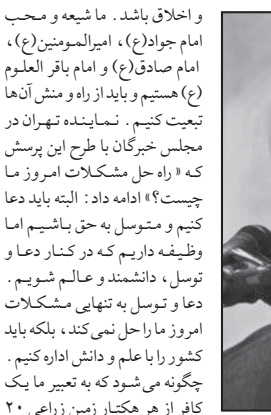 و اخلاق باشد. ما شیعه و محب
امام جواد(ع)، امیرالمومنین(ع)،
امام صادق(ع) و امام باقر العلوم
(ع) هستیم و باید از راه و منش آن‌ها
تبعیت کنیم. نماینده تهران در
مجلس خبرگان با طرح این پرسش
که «راه حل مشکلات امروز ما
چیست؟» ادامه داد: البته باید دعا
کنیم و متوسل به حق باشیم اما
وظیفه داریم که در کنار دعا و
توسل، دانشمند و عالم شویم.
دعا و توسل به تنهایی مشکلات
امروز ما را حل نمی‌کند، بلکه باید
کشور را با علم و دانش اداره کنیم.
چگونه می‌شود که به تعبیر ما یک
کافر از هر هکتار زمین زراعی ۲۰